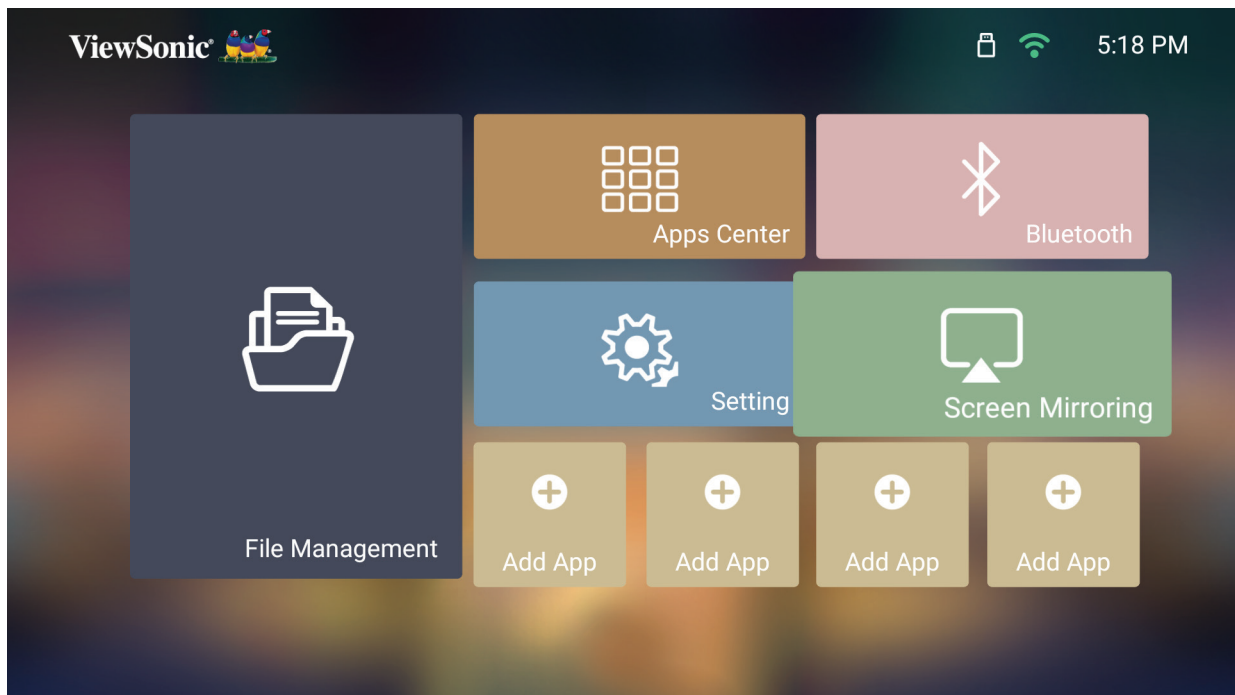 ViewSonic®
5:18 PM
Apps Center
Bluetooth
Setting
Screen Mirroring
File Management
Add App
Add App
Add App
Add App